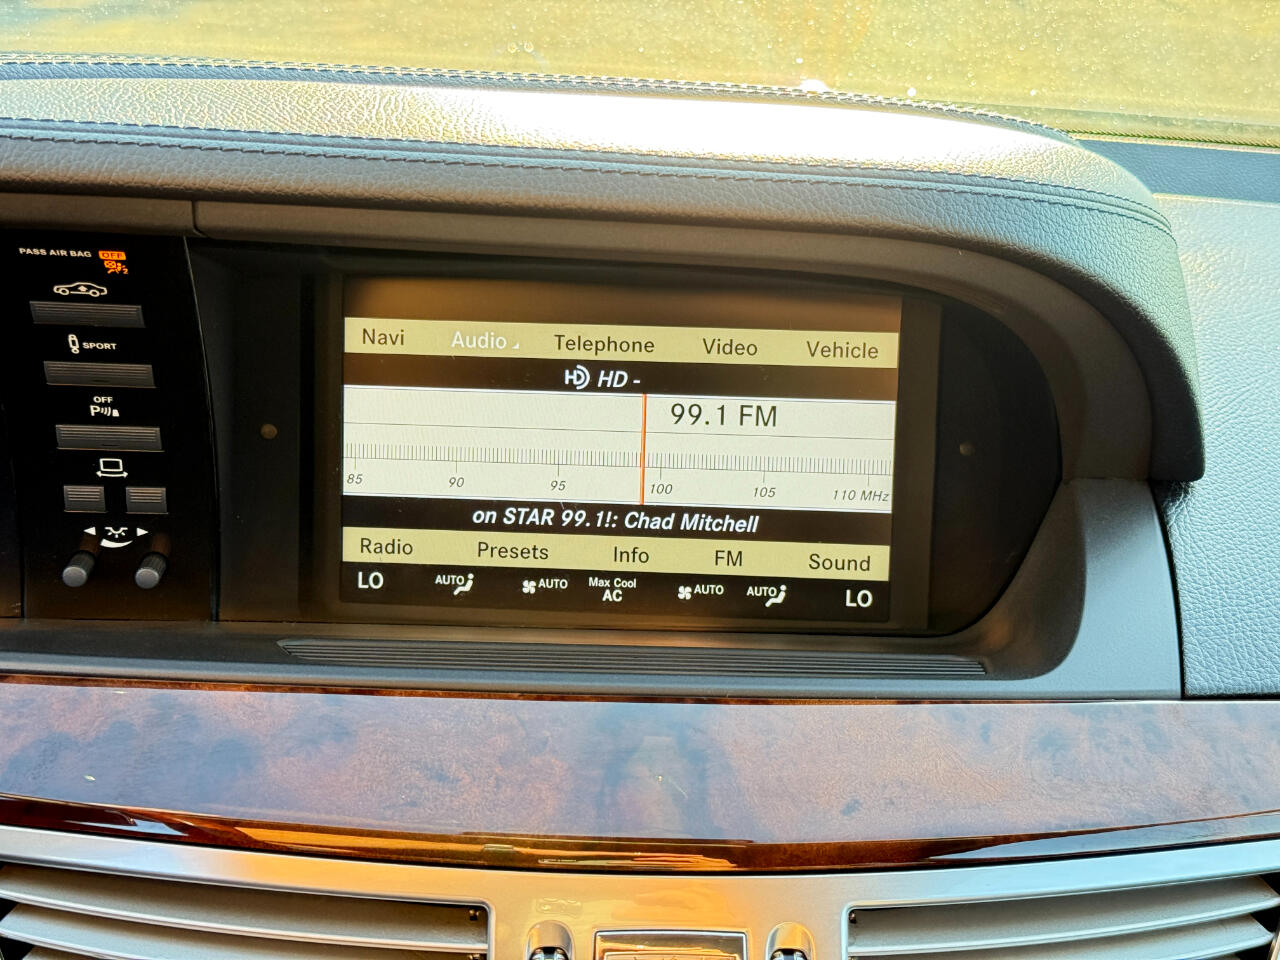 PASS AIR BAG OFF
2
SPORT
OFF
P
Navi Audio Telephone Video Vehicle
HD HD -
99.1 FM
85 90 95 100 105 110 MHz
on STAR 99.1!: Chad Mitchell
Radio Presets Info FM Sound
LO AUTO AUTO Max Cool AUTO AUTO LO
AC